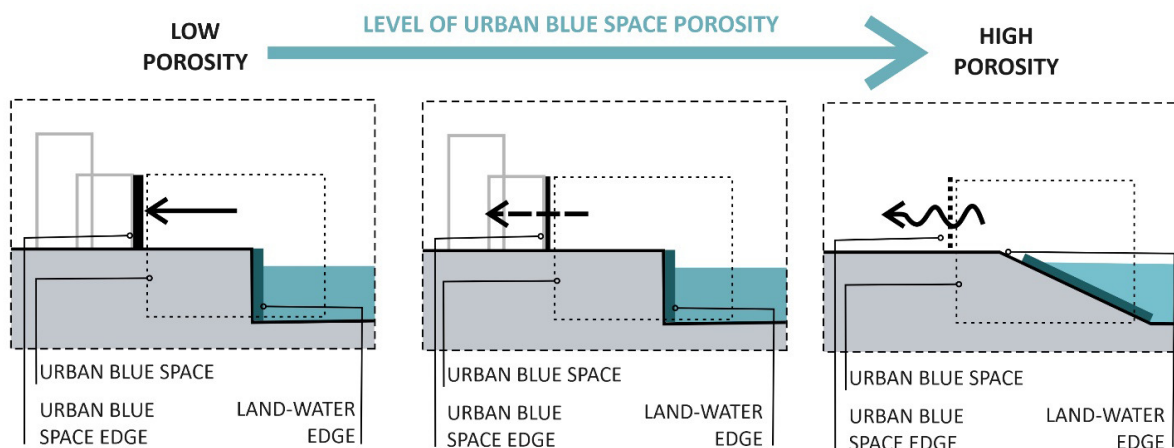 LEVEL OF URBAN BLUE SPACE POROSITY
LOW
POROSITY
HIGH
POROSITY
URBAN BLUE SPACE
URBAN BLUE
SPACE EDGE
LAND-WATER
EDGE
URBAN BLUE SPACE
URBAN BLUE
SPACE EDGE
LAND-WATER
EDGE
URBAN BLUE SPACE
URBAN BLUE
SPACE EDGE
LAND-WATER
EDGE